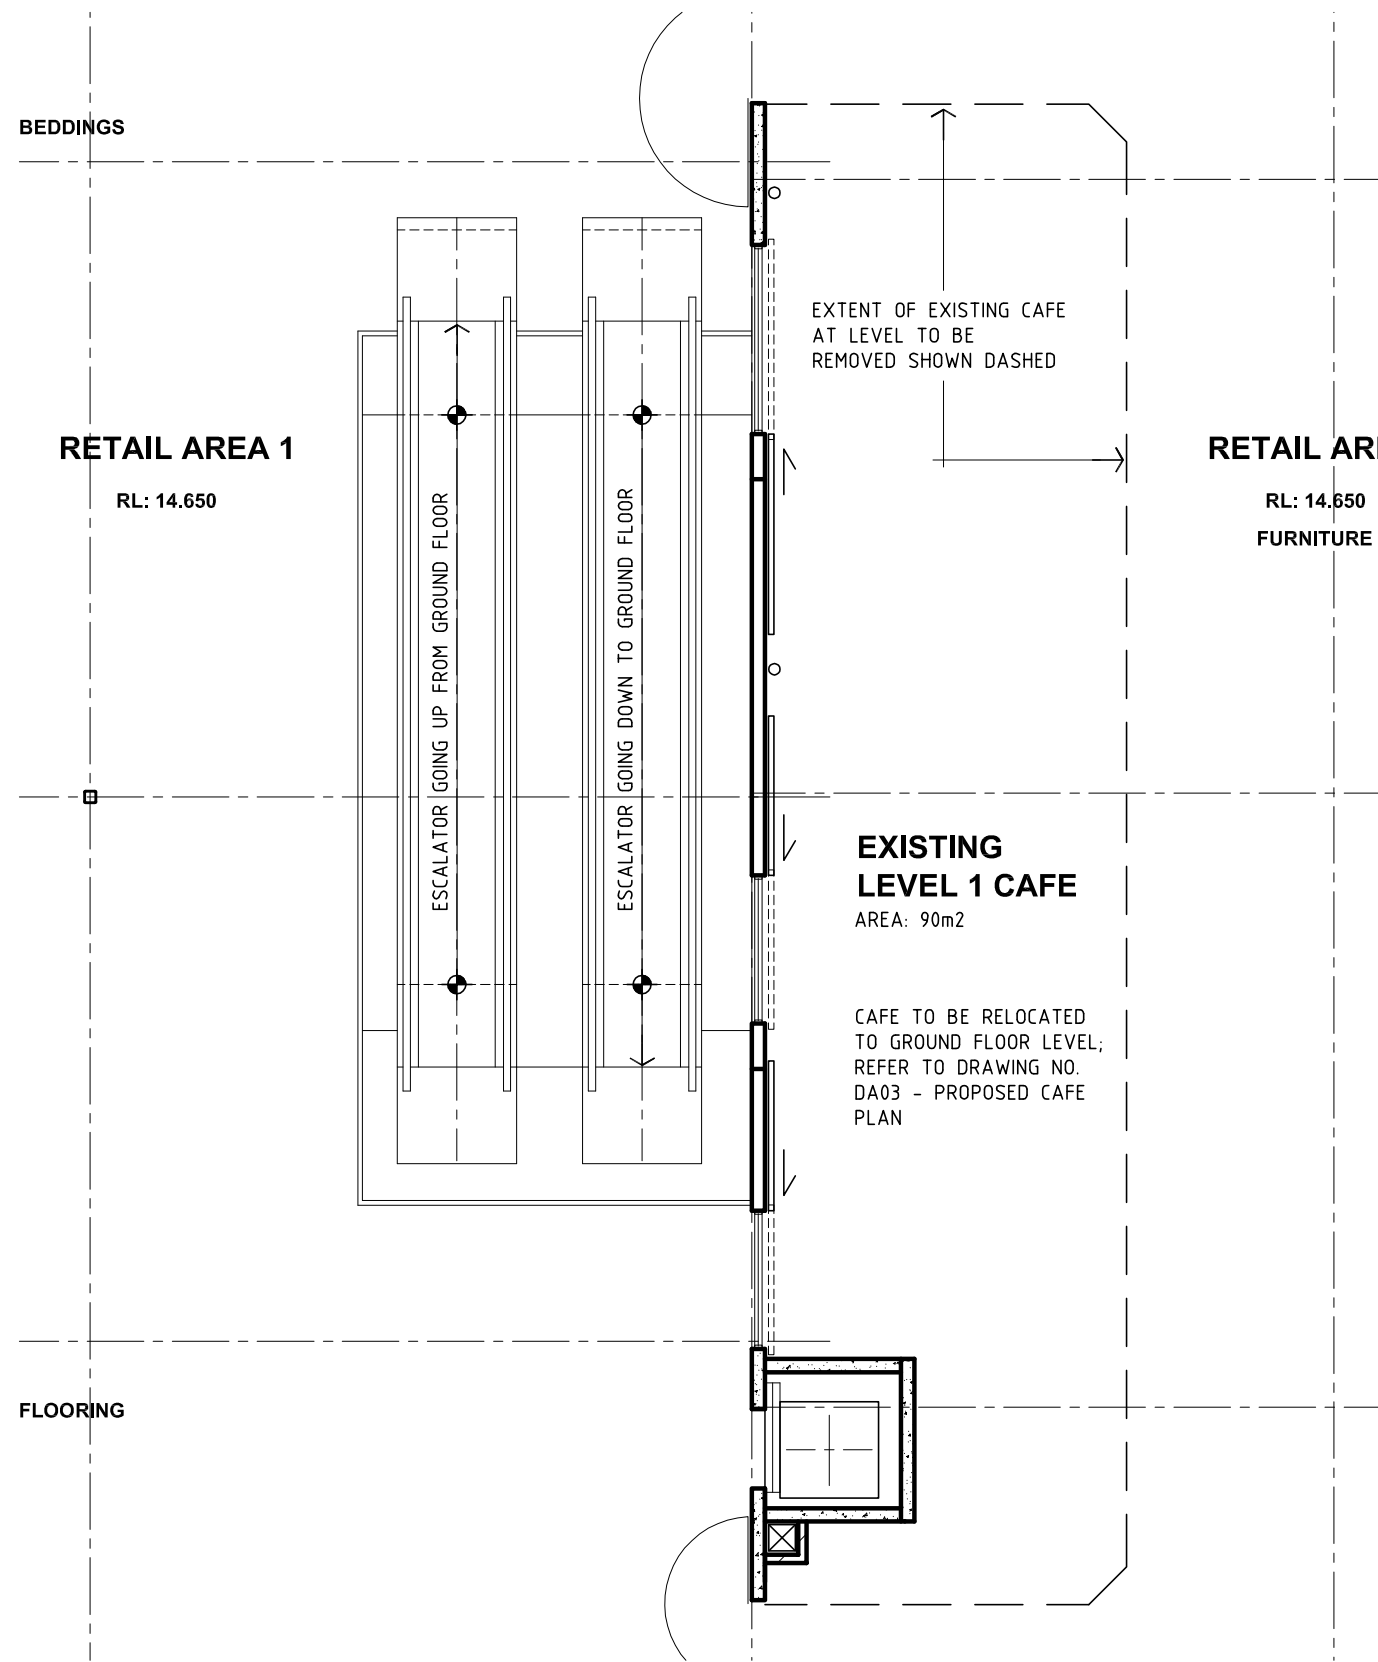 BEDDINGS
EXTENT OF EXISTING CAFE
AT LEVEL TO BE
REMOVED SHOWN DASHED
RETAIL AREA 1
RL: 14.650
RETAIL AR
RL: 14.650
FURNITURE
ESCALATOR GOING UP FROM GROUND FLOOR
ESCALATOR GOING DOWN TO GROUND FLOOR
EXISTING
LEVEL 1 CAFE
AREA: 90m2
CAFE TO BE RELOCATED
TO GROUND FLOOR LEVEL;
REFER TO DRAWING NO.
DA03 - PROPOSED CAFE
PLAN
FLOORING